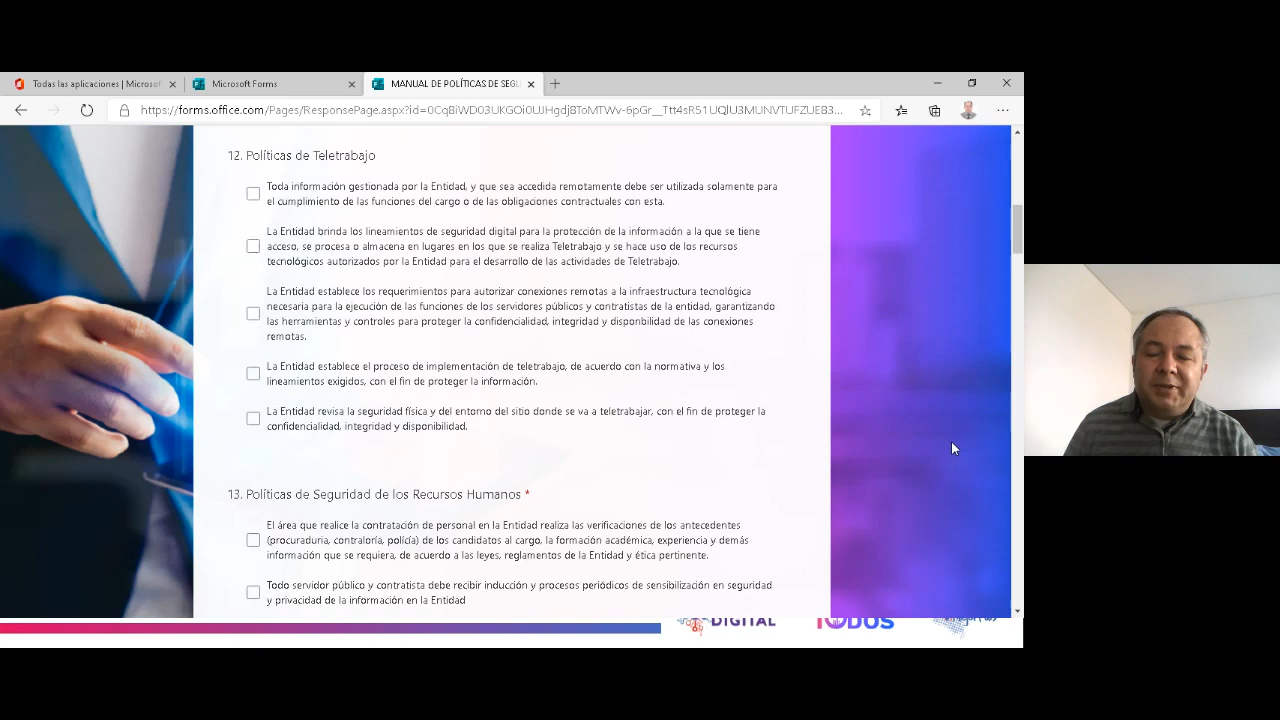 Todas las aplicaciones | Microsof
Microsoft Forms
MANUAL DE POLÍTICAS DE SEGU
https://forms.office.com/Pages/ResponsePage.aspx?
12. Políticas de Teletrabajo
Toda información gestionada por la Entidad, y que sea accedida remotamente debe ser utilizada solamente para
el cumplimiento de las funciones del cargo o de las obligaciones contractuales con esta.
La Entidad brinda los lineamientos de seguridad digital para la protección de la información a la que se tiene
acceso, se procesa o almacena en lugares en los que se realiza Teletrabajo y se hace uso de los recursos
tecnológicos autorizados por la Entidad para el desarrollo de las actividades de Teletrabajo.
La Entidad establece los requerimientos para autorizar conexiones remotas a la infraestructura tecnológica
necesaria para la ejecución de las funciones de los servidores públicos y contratistas de la entidad, garantizando
las herramientas y controles para proteger la confidencialidad, integridad y disponbilidad de las conexiones
remotas.
La Entidad establece el proceso de implementación de teletrabajo, de acuerdo con la normativa y los
lineamientos exigidos, con el fin de proteger la información.
La Entidad revisa la seguridad física y del entorno del sitio donde se va a teletrabajar, con el fin de proteger la
confidencialidad, integridad y disponibilidad.
13. Políticas de Seguridad de los Recursos Humanos *
El área que realice la contratación de personal en la Entidad realiza las verificaciones de los antecedentes
(procuraduria, contraloría, polícía) de los candidatos al cargo, la formación académica, experiencia y demás
información que se requiera, de acuerdo a las leyes, reglamentos de la Entidad y ética pertinente.
Todo servidor público y contratista debe recibir inducción y procesos periódicos de sensibilización en seguridad
y privacidad de la información en la Entidad
DIGITAL
TODOS